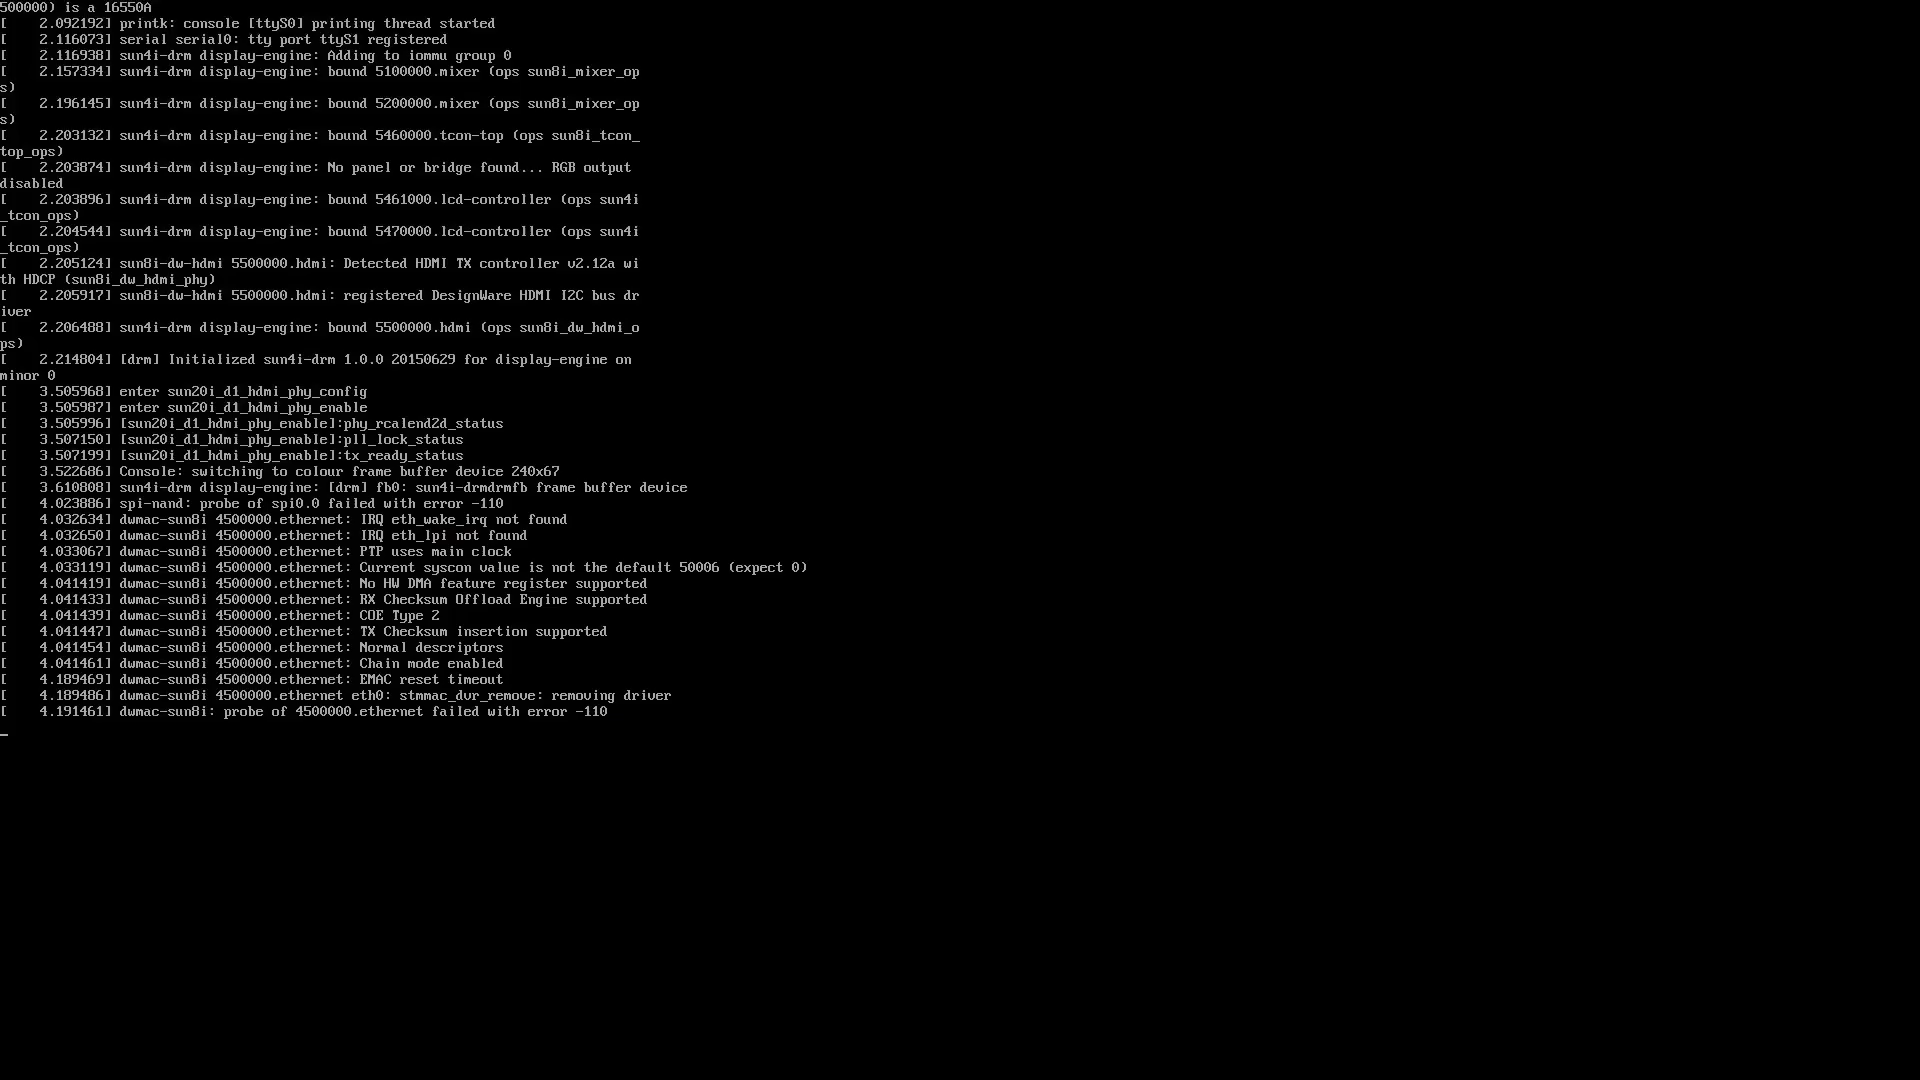 500000) is a 16550A
[    2.092192] printk: console [ttyS0] printing thread started
[    2.116073] serial serial0: tty port ttyS1 registered
[    2.116938] sun4i-drm display-engine: Adding to iommu group 0
[    2.157334] sun4i-drm display-engine: bound 5100000.mixer (ops sun8i_mixer_op
s)
[    2.196145] sun4i-drm display-engine: bound 5200000.mixer (ops sun8i_mixer_op
s)
[    2.203132] sun4i-drm display-engine: bound 5460000.tcon-top (ops sun8i_tcon_
top_ops)
[    2.203874] sun4i-drm display-engine: No panel or bridge found... RGB output
disabled
[    2.203896] sun4i-drm display-engine: bound 5461000.lcd-controller (ops sun4i
_tcon_ops)
[    2.204544] sun4i-drm display-engine: bound 5470000.lcd-controller (ops sun4i
_tcon_ops)
[    2.205124] sun8i-dw-hdmi 5500000.hdmi: Detected HDMI TX controller v2.12a wi
th HDCP (sun8i_dw_hdmi_phy)
[    2.205917] sun8i-dw-hdmi 5500000.hdmi: registered DesignWare HDMI I2C bus dr
iver
[    2.206488] sun4i-drm display-engine: bound 5500000.hdmi (ops sun8i_dw_hdmi_o
ps)
[    2.214804] [drm] Initialized sun4i-drm 1.0.0 20150629 for display-engine on
minor 0
[    3.505968] enter sun20i_d1_hdmi_phy_config
[    3.505987] enter sun20i_d1_hdmi_phy_enable
[    3.505996] [sun20i_d1_hdmi_phy_enable]:phy_rcalend2d_status
[    3.507150] [sun20i_d1_hdmi_phy_enable]:pll_lock_status
[    3.507199] [sun20i_d1_hdmi_phy_enable]:tx_ready_status
[    3.522686] Console: switching to colour frame buffer device 240x67
[    3.610808] sun4i-drm display-engine: [drm] fb0: sun4i-drmdrmfb frame buffer device
[    4.023886] spi-nand: probe of spi0.0 failed with error -110
[    4.032634] dwmac-sun8i 4500000.ethernet: IRQ eth_wake_irq not found
[    4.032650] dwmac-sun8i 4500000.ethernet: IRQ eth_lpi not found
[    4.033067] dwmac-sun8i 4500000.ethernet: PTP uses main clock
[    4.033119] dwmac-sun8i 4500000.ethernet: Current syscon value is not the default 50006 (expect 0)
[    4.041419] dwmac-sun8i 4500000.ethernet: No HW DMA feature register supported
[    4.041433] dwmac-sun8i 4500000.ethernet: RX Checksum Offload Engine supported
[    4.041439] dwmac-sun8i 4500000.ethernet: COE Type 2
[    4.041447] dwmac-sun8i 4500000.ethernet: TX Checksum insertion supported
[    4.041454] dwmac-sun8i 4500000.ethernet: Normal descriptors
[    4.041461] dwmac-sun8i 4500000.ethernet: Chain mode enabled
[    4.189469] dwmac-sun8i 4500000.ethernet: EMAC reset timeout
[    4.189486] dwmac-sun8i 4500000.ethernet eth0: stmmac_dvr_remove: removing driver
[    4.191461] dwmac-sun8i: probe of 4500000.ethernet failed with error -110